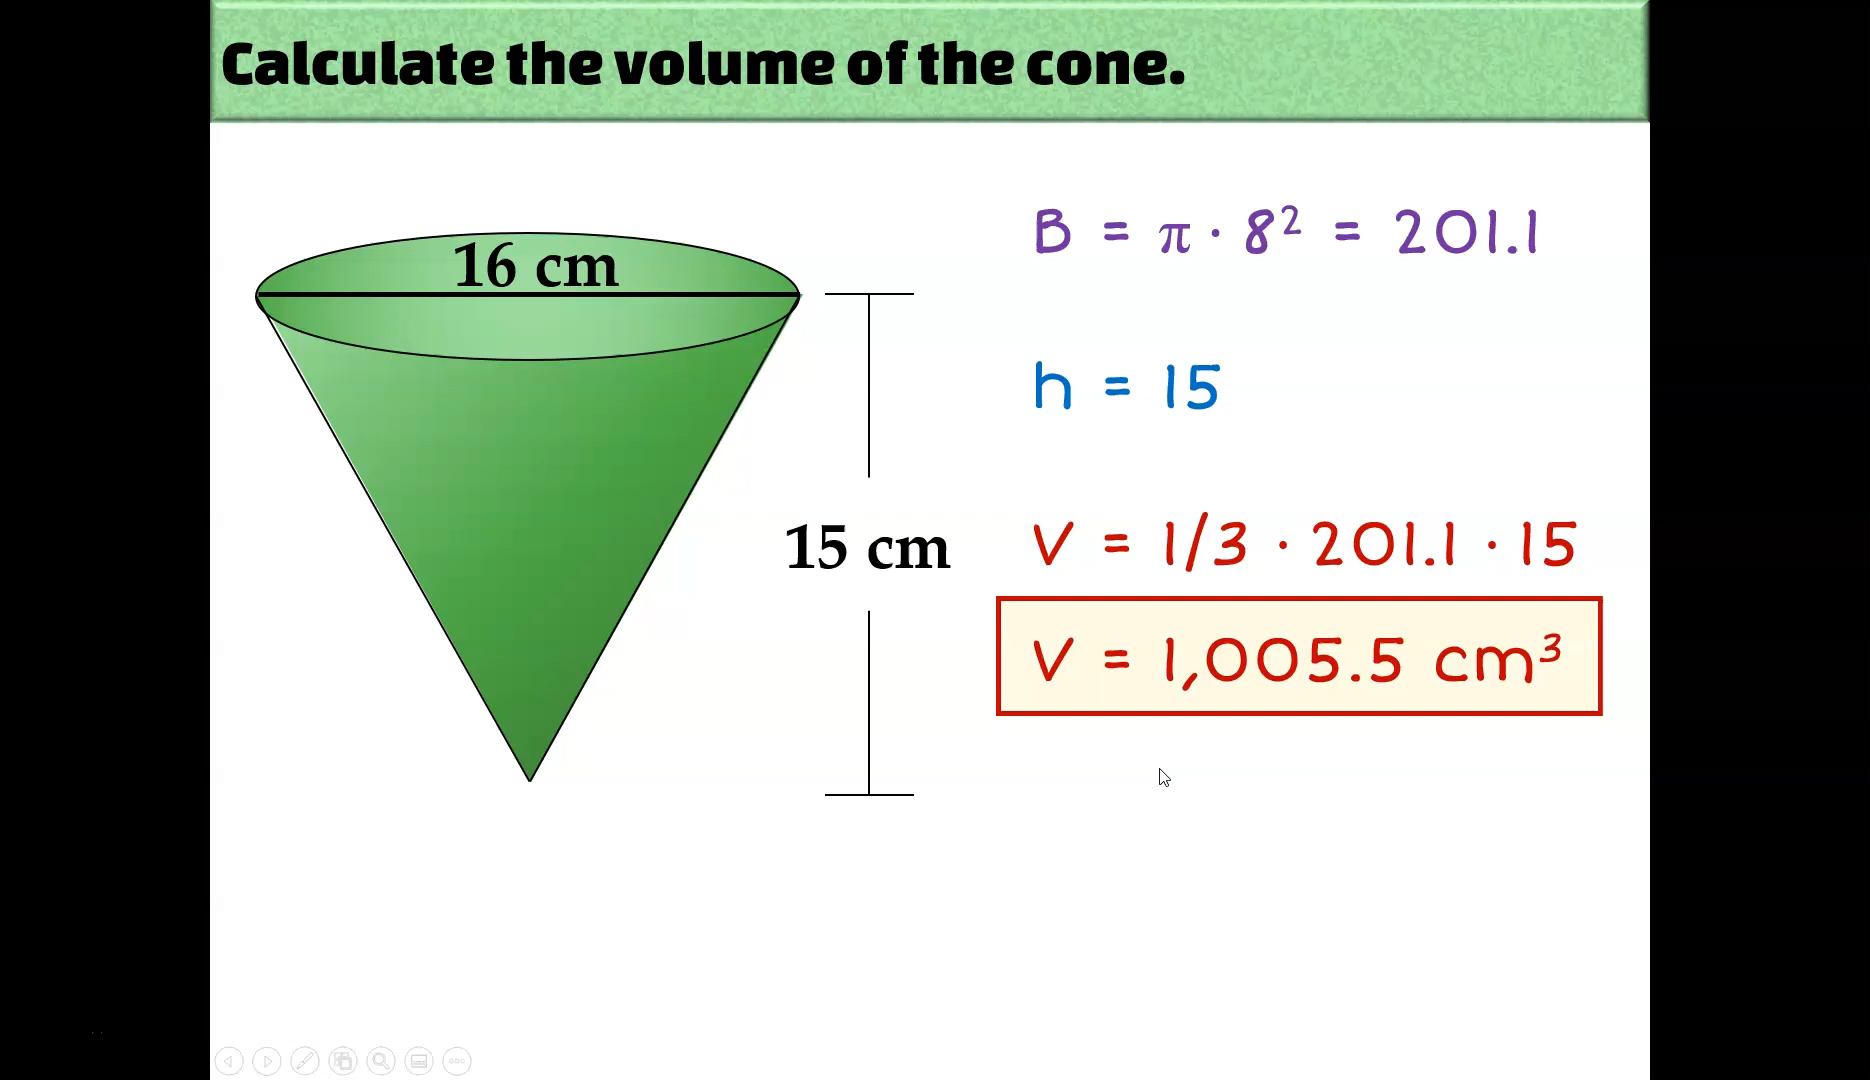 Calculate the volume of the cone.
16 cm
15 cm
B = π · 8² = 201.1
h = 15
V = 1/3 · 201.1 · 15
V = 1,005.5 cm³